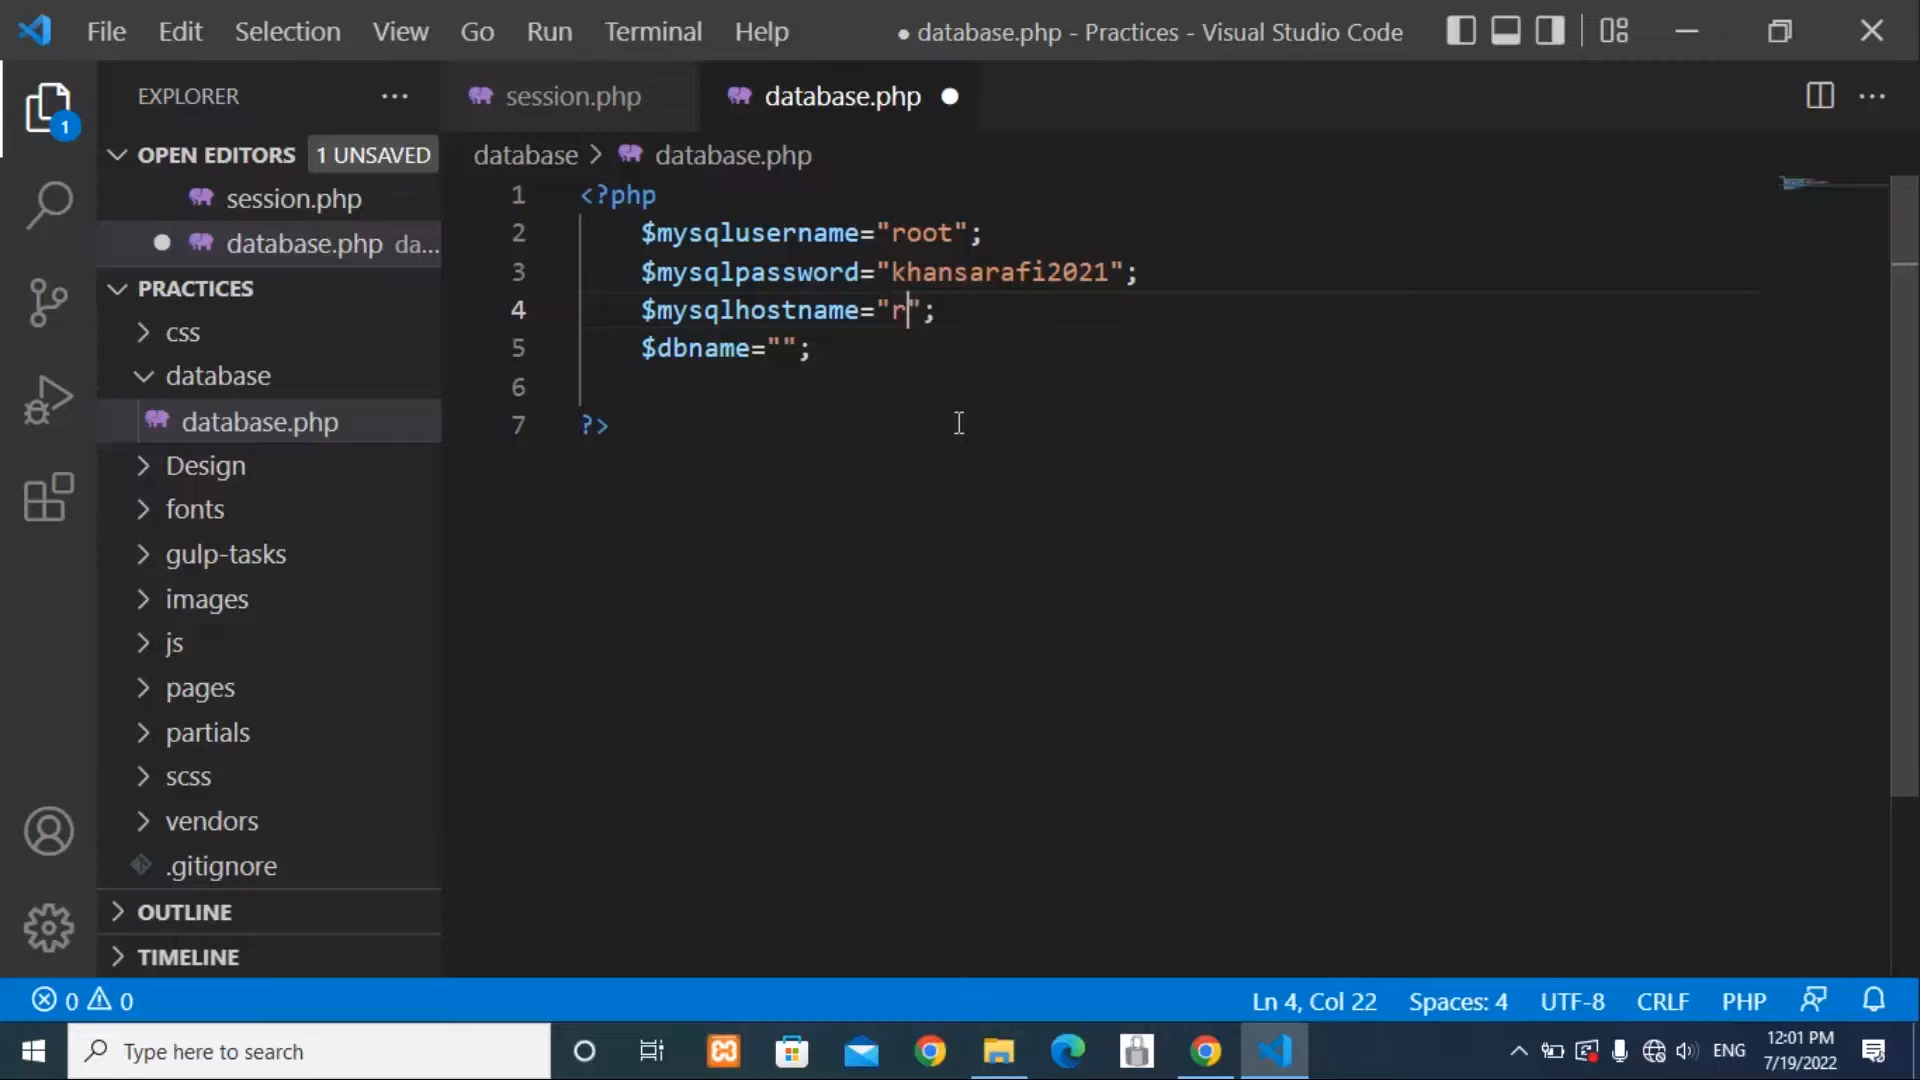 File Edit Selection View Go Run Terminal Help
● database.php - Practices - Visual Studio Code
EXPLORER ···
session.php
database.php ●
OPEN EDITORS 1 UNSAVED
session.php
● database.php da...
PRACTICES
css
database
database.php
Design
fonts
gulp-tasks
images
js
pages
partials
scss
vendors
.gitignore
OUTLINE
TIMELINE
1
database > database.php
1 <?php
2 $mysqlusername="root";
3 $mysqlpassword="khansarafi2021";
4 $mysqlhostname="r";
5 $dbname="";
6
7 ?>
0 0
Ln 4, Col 22 Spaces: 4 UTF-8 CRLF PHP
Type here to search
ENG
12:01 PM
7/19/2022